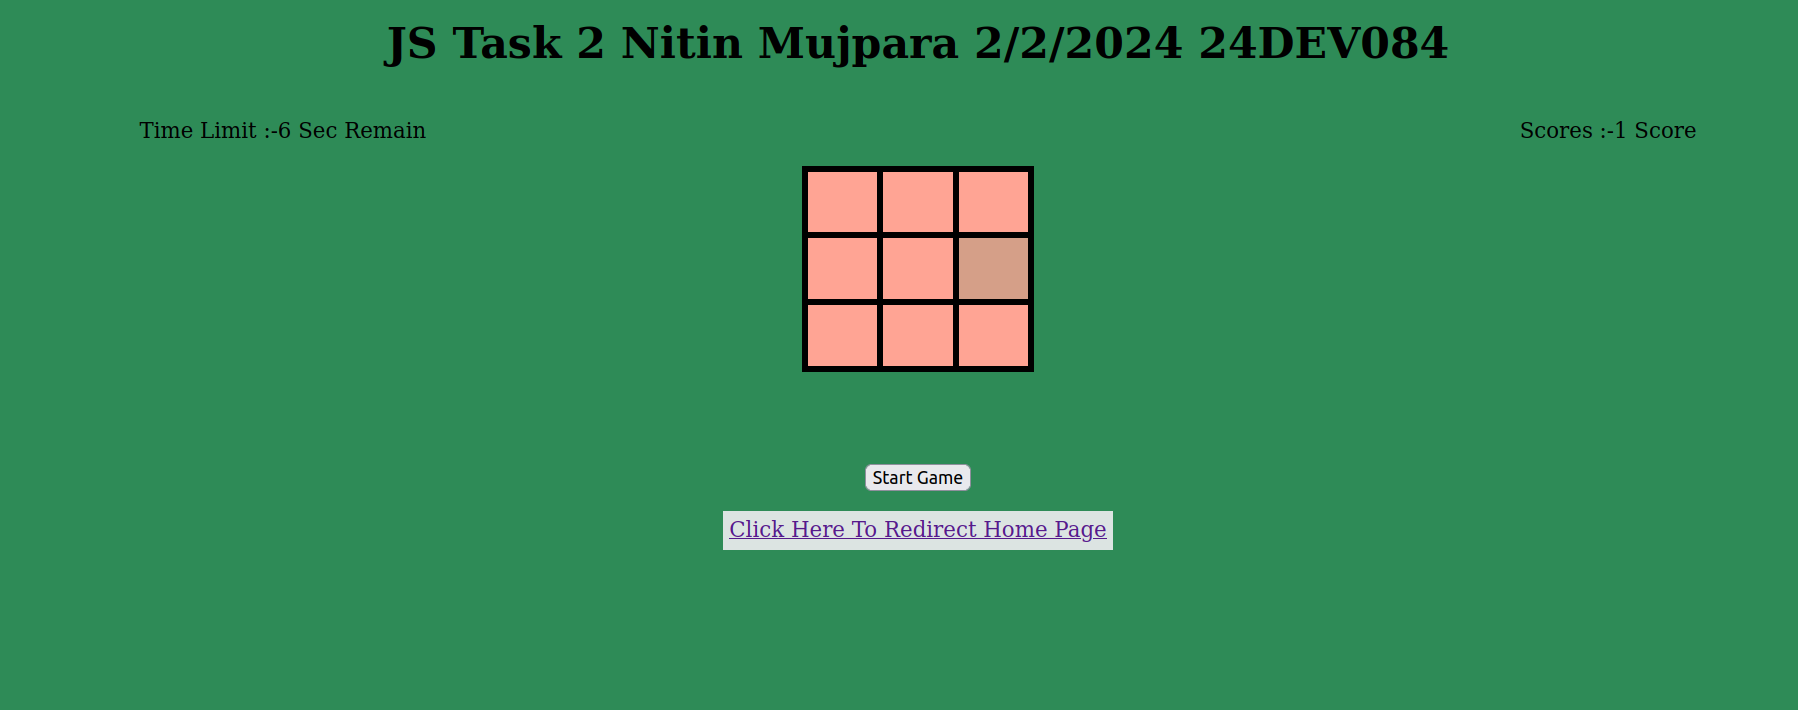 JS Task 2 Nitin Mujpara 2/2/2024 24DEV084
Time Limit :-6 Sec Remain
Scores :-1 Score
Start Game
Click Here To Redirect Home Page